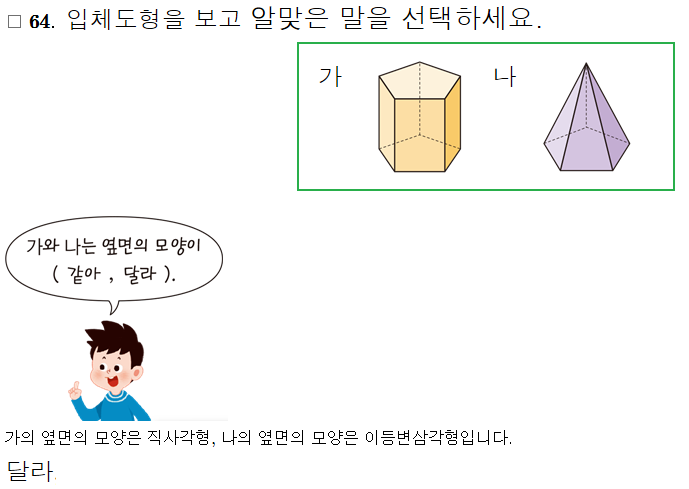 □ 64. 입체도형을 보고 알맞은 말을 선택하세요.
가 나
가와 나는 옆면의 모양이
( 같아 , 달라 ).
가의 옆면의 모양은 직사각형, 나의 옆면의 모양은 이등변삼각형입니다.
달라.